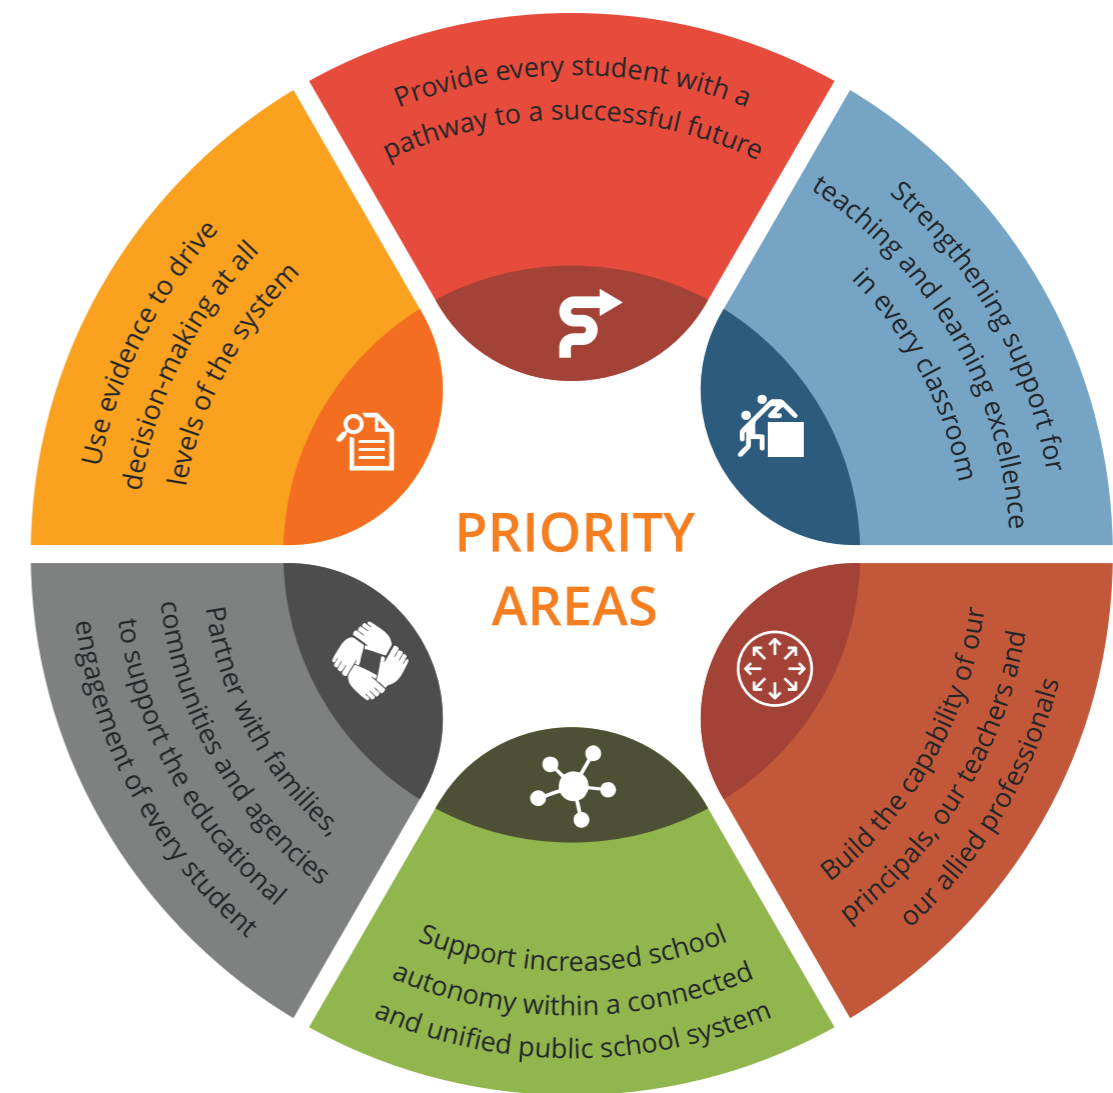 Provide every student with a
pathway to a successful future
Strengthening support for
teaching and learning excellence
in every classroom
Build the capability of our
principals, our teachers and
our allied professionals
Support increased school
autonomy within a connected
and unified public school system
Partner with families,
communities and agencies
to support the educational
engagement of every student
Use evidence to drive
decision-making at all
levels of the system
PRIORITY
AREAS